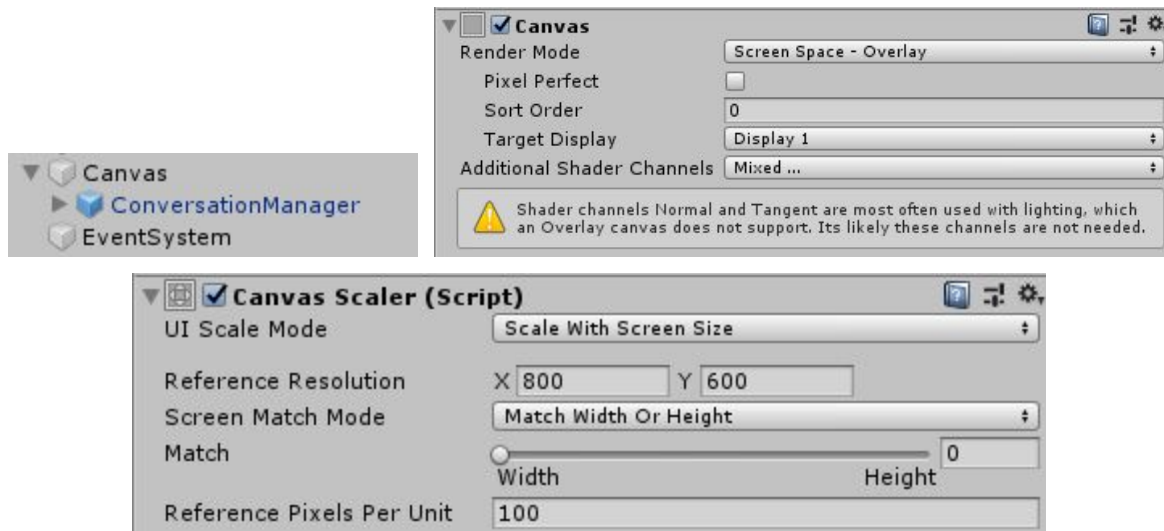 Canvas
ConversationManager
EventSystem
Canvas
Render Mode Screen Space - Overlay
Pixel Perfect
Sort Order 0
Target Display Display 1
Additional Shader Channels Mixed ...
Shader channels Normal and Tangent are most often used with lighting, which
an Overlay canvas does not support. Its likely these channels are not needed.
Canvas Scaler (Script)
UI Scale Mode Scale With Screen Size
Reference Resolution X 800 Y 600
Screen Match Mode Match Width Or Height
Match 0
Width Height
Reference Pixels Per Unit 100